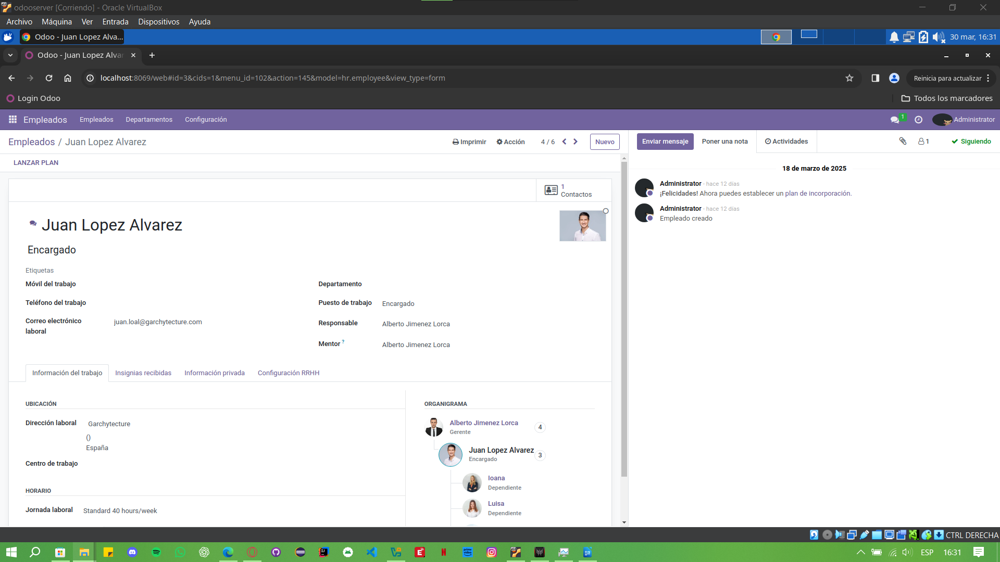 odooserver [Corriendo] - Oracle VirtualBox
Archivo Máquina Ver Entrada Dispositivos Ayuda
Odoo - Juan Lopez Alva...
30 mar, 16:31
Odoo - Juan Lopez Alvar
localhost:8069/web#id=3&cids=1&menu_id=102&action=145&model=hr.employee&view_type=form
Reinicia para actualizar
Login Odoo
Todos los marcadores
Empleados Empleados Departamentos Configuración
1 Administrator
Empleados / Juan Lopez Alvarez
Imprimir Acción 4 / 6 Nuevo
Enviar mensaje Poner una nota Actividades 1 Siguiendo
LANZAR PLAN
18 de marzo de 2025
Administrator - hace 12 días
¡Felicidades! Ahora puedes establecer un plan de incorporación.
Administrator - hace 12 días
Empleado creado
1
Contactos
Juan Lopez Alvarez
Encargado
Etiquetas
Móvil del trabajo
Teléfono del trabajo
Correo electrónico
laboral
juan.loal@garchytecture.com
Departamento
Puesto de trabajo Encargado
Responsable Alberto Jimenez Lorca
Mentor ? Alberto Jimenez Lorca
Información del trabajo Insignias recibidas Información privada Configuración RRHH
UBICACIÓN
Dirección laboral Garchytecture
()
España
Centro de trabajo
HORARIO
Jornada laboral Standard 40 hours/week
ORGANIGRAMA
Alberto Jimenez Lorca 4
Gerente
Juan Lopez Alvarez 3
Encargado
Ioana
Dependiente
Luisa
Dependiente
CTRL DERECHA
ESP 16:31